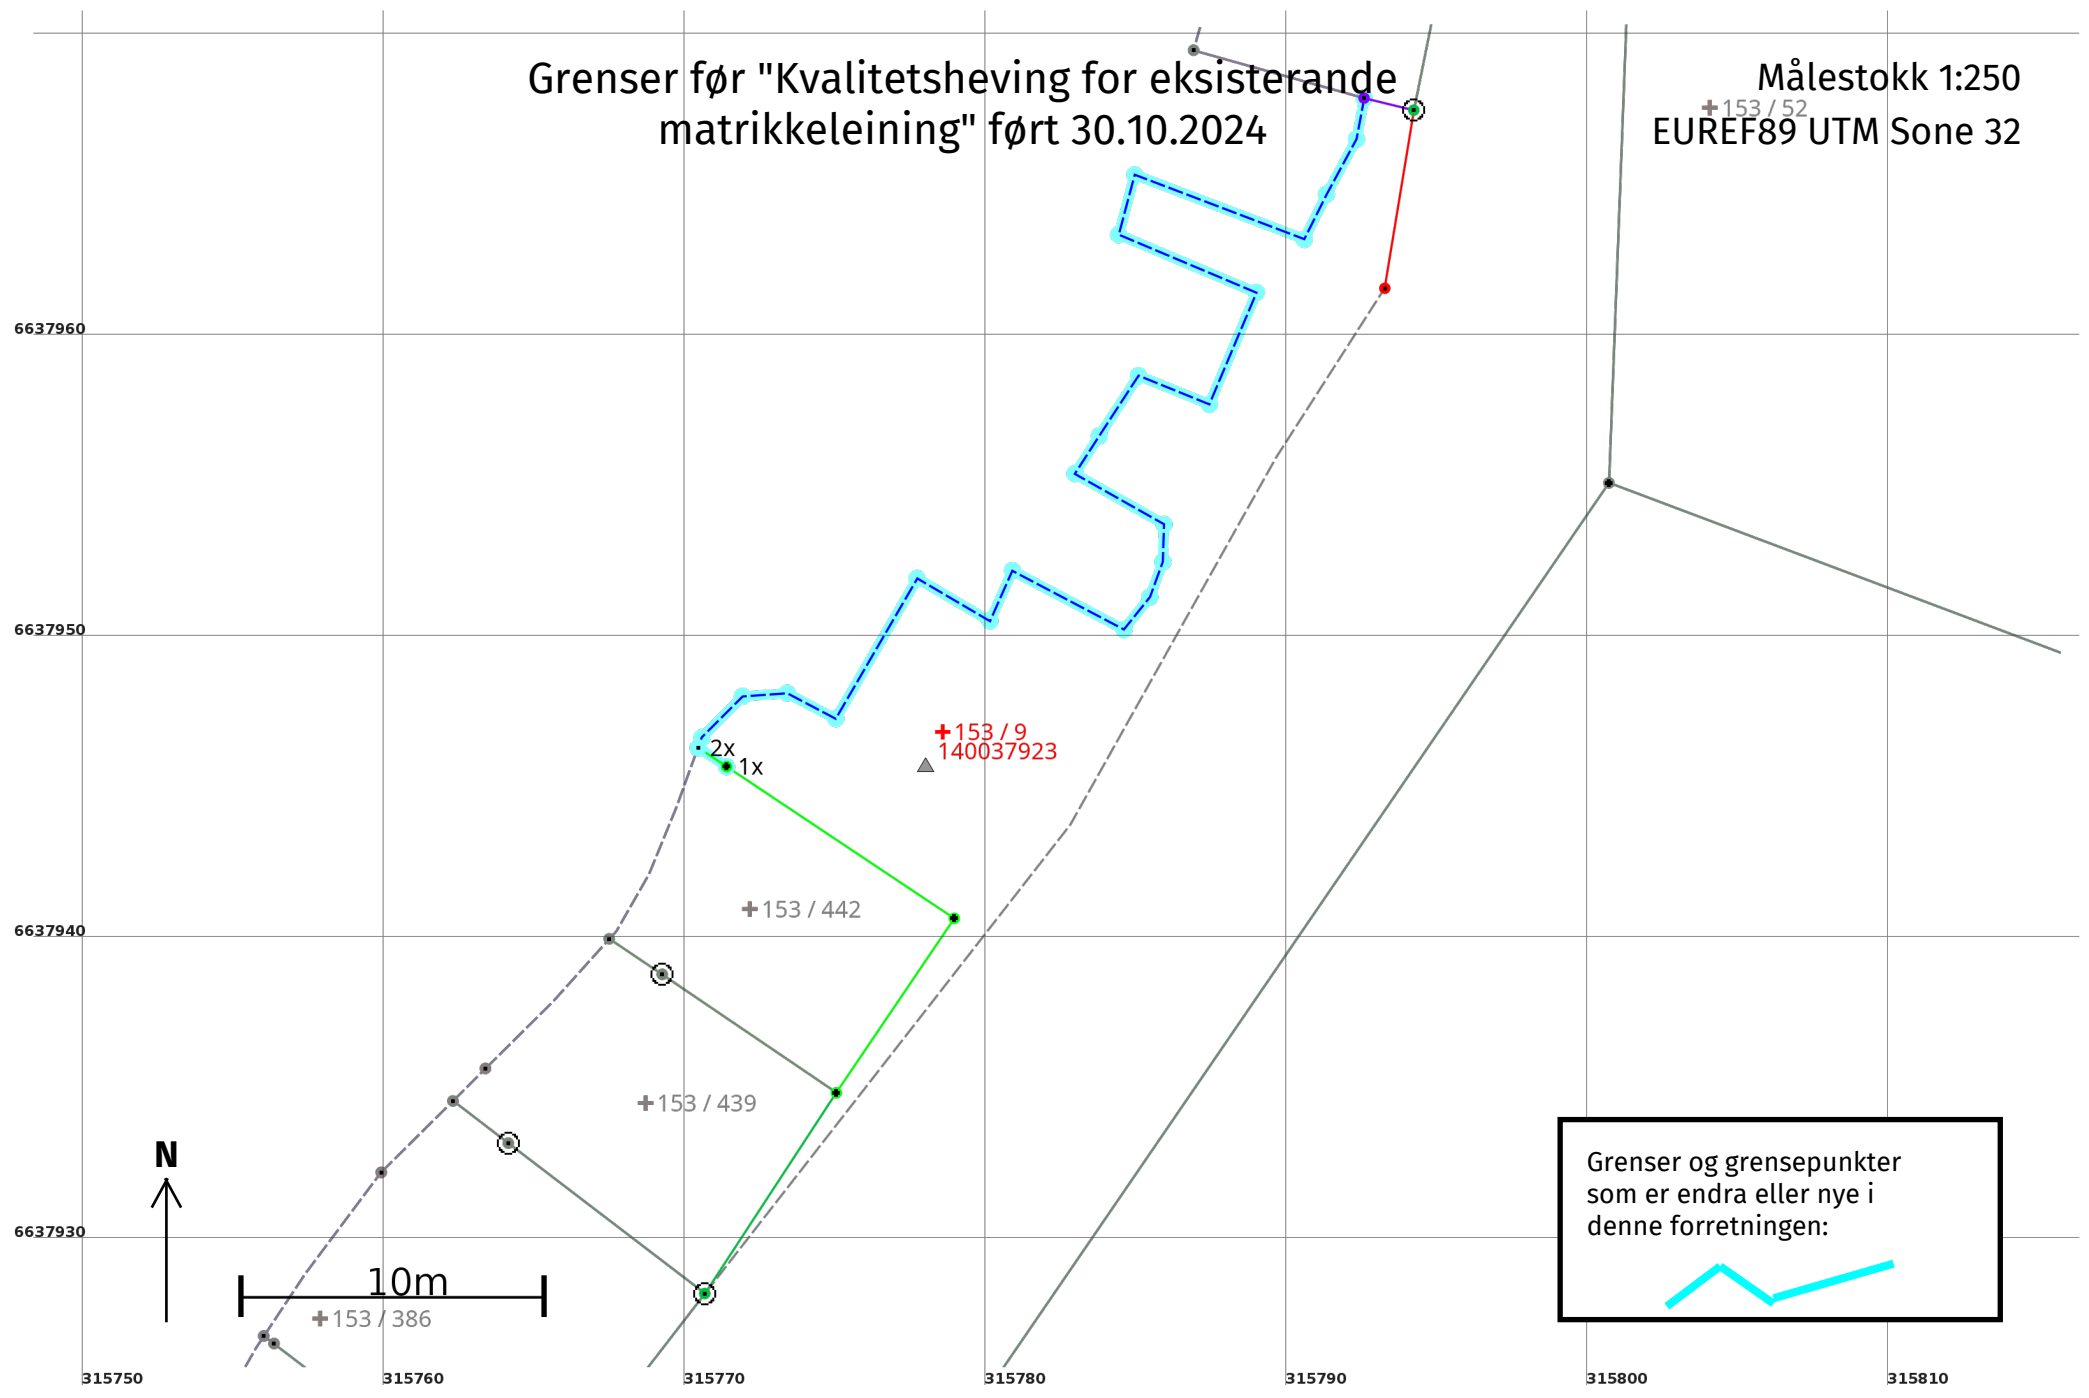 Grenser før "Kvalitetsheving for eksisterande
matrikkeleining" ført 30.10.2024
Målestokk 1:250
153 / 52
EUREF89 UTM Sone 32
6637960
6637950
2x
1x
153 / 9
140037923
153 / 442
6637940
153 / 439
N
6637930
10m
153 / 386
Grenser og grensepunkter
som er endra eller nye i
denne forretningen:
315750
315760
315770
315780
315790
315800
315810